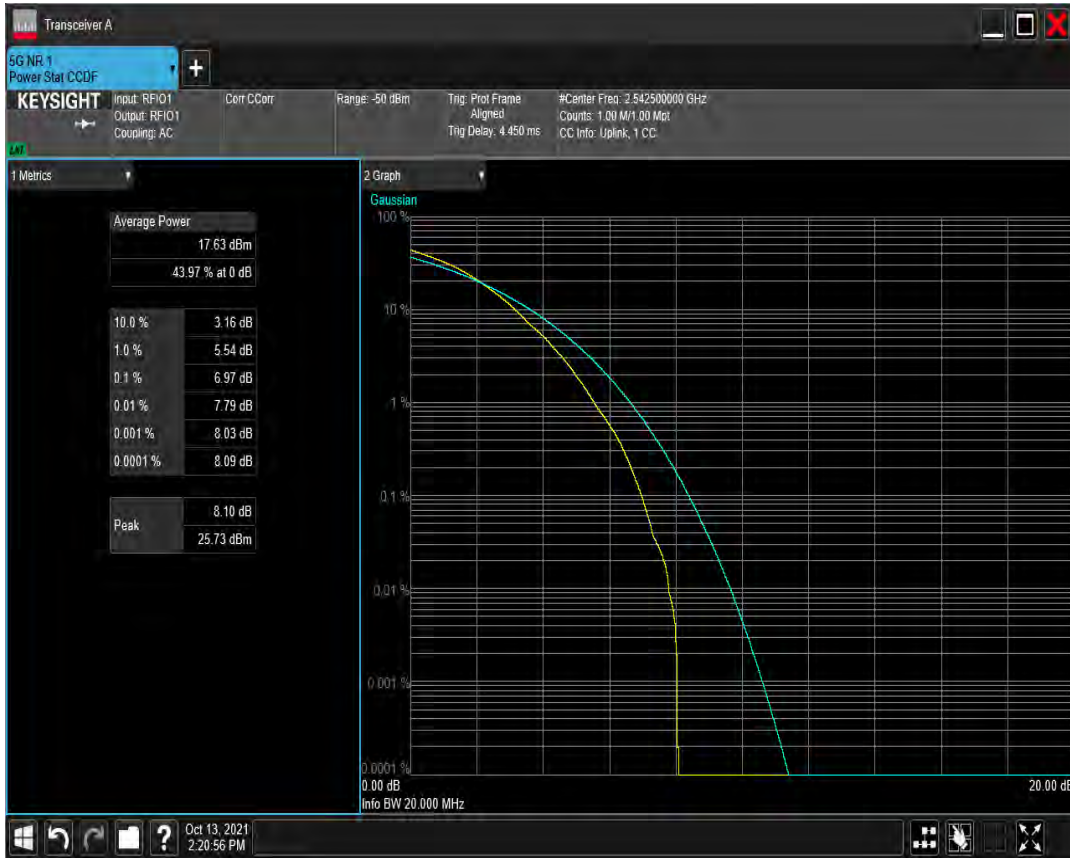 Transceiver A
5G NR 1
Power Stat CCDF
+
KEYSIGHT
Input: RFIO1
Output: RFIO1
Coupling: AC
Corr CCorr
Range: -50 dBm
Trig: Prot Frame
Aligned
Trig Delay: 4.450 ms
#Center Freq: 2.542500000 GHz
Counts: 1.00 M/1.00 Mpt
CC Info: Uplink, 1 CC
1 Metrics
Average Power
17.63 dBm
43.97 % at 0 dB
10.0 % 3.16 dB
1.0 % 5.54 dB
0.1 % 6.97 dB
0.01 % 7.79 dB
0.001 % 8.03 dB
0.0001 % 8.09 dB
Peak 8.10 dB
25.73 dBm
2 Graph
Gaussian
100 %
10 %
1 %
0.1 %
0.01 %
0.001 %
0.0001 %
0.00 dB 20.00 dB
Info BW 20.000 MHz
?
Oct 13, 2021
2:20:56 PM